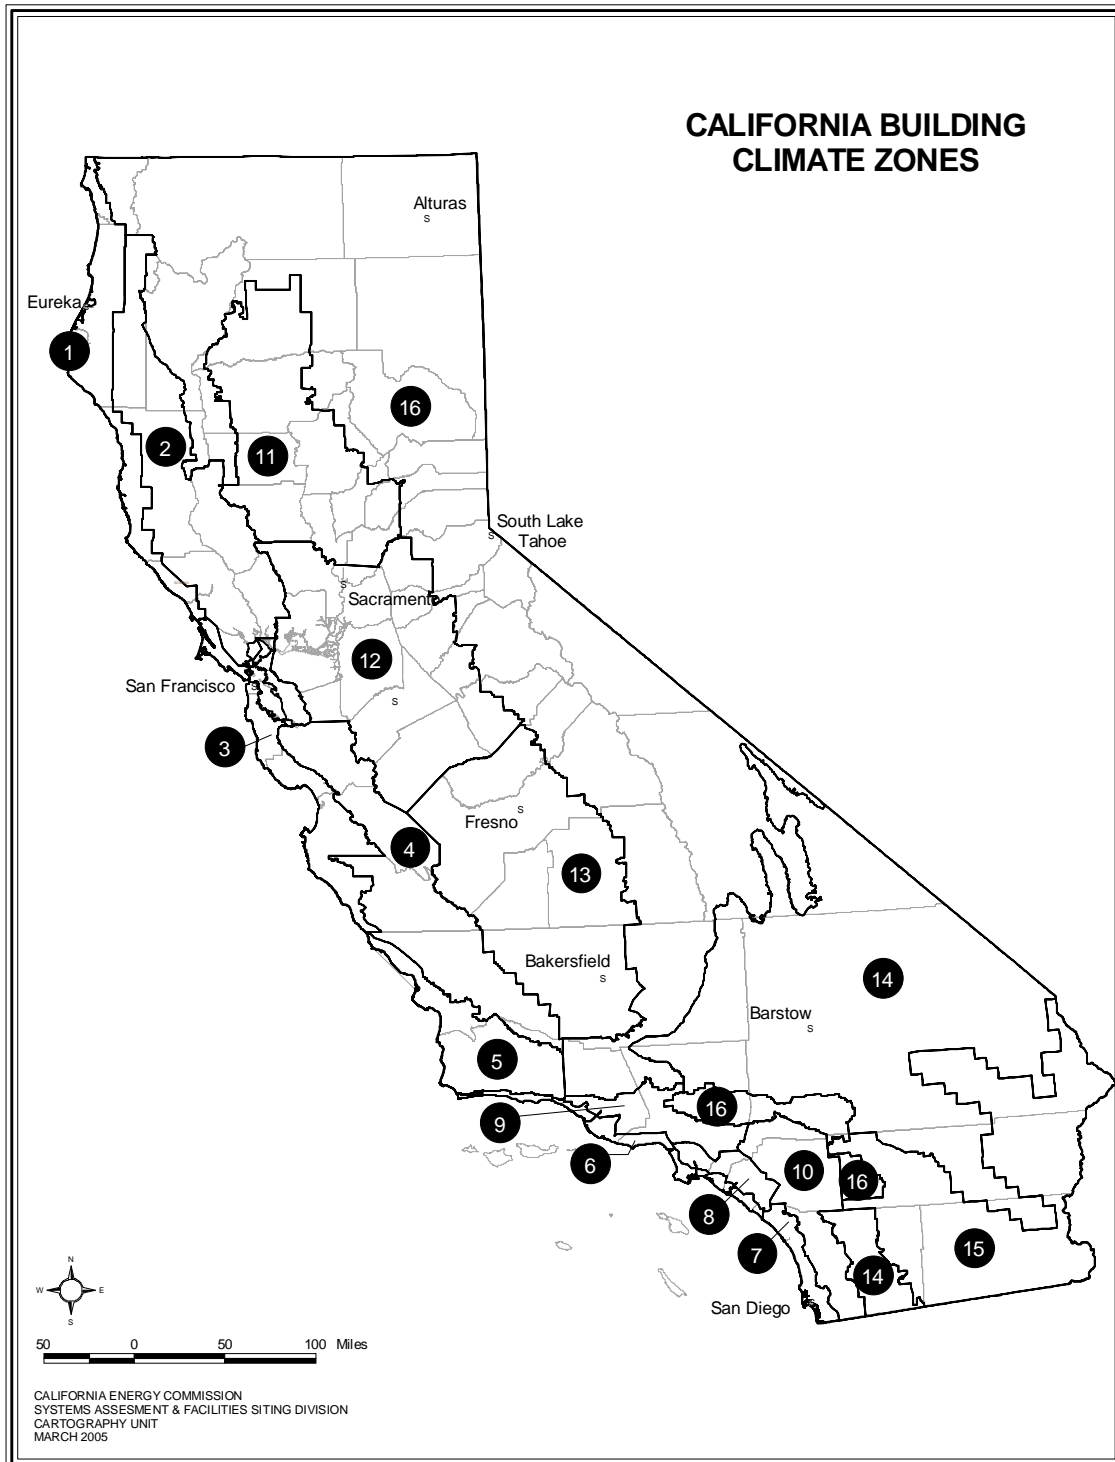 CALIFORNIA BUILDING
CLIMATE ZONES
Alturas
S
Eureka
1
16
2
11
South Lake
Tahoe
S
S
Sacramento
12
San Francisco
S
S
3
Fresno
S
4
13
Bakersfield
S
14
Barstow
S
5
16
9
6
10
16
8
7
15
14
San Diego
S
N
W
E
S
50
0
50
100 Miles
CALIFORNIA ENERGY COMMISSION
SYSTEMS ASSESMENT & FACILITIES SITING DIVISION
CARTOGRAPHY UNIT
MARCH 2005